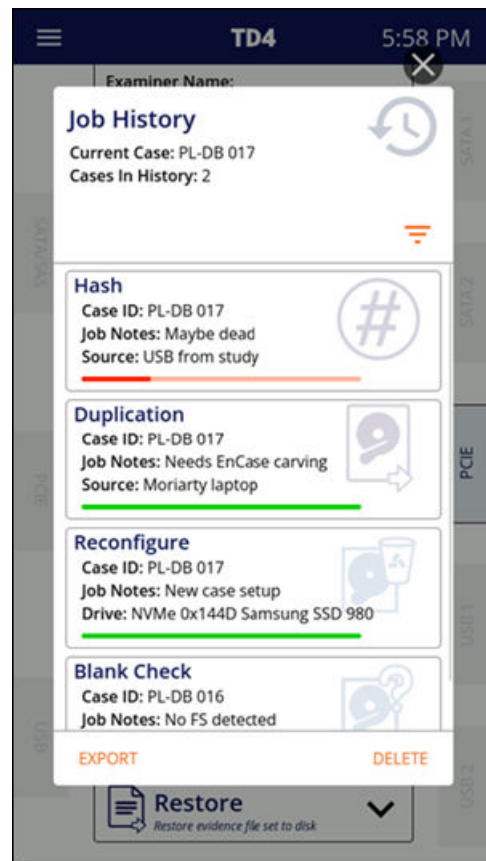 TD4
5:58 PM
Examiner Name:
Job History
Current Case: PL-DB 017
Cases In History: 2
Hash
Case ID: PL-DB 017
Job Notes: Maybe dead
Source: USB from study
#
Duplication
Case ID: PL-DB 017
Job Notes: Needs EnCase carving
Source: Moriarty laptop
Reconfigure
Case ID: PL-DB 017
Job Notes: New case setup
Drive: NVMe 0x144D Samsung SSD 980
Blank Check
Case ID: PL-DB 016
Job Notes: No FS detected
EXPORT
DELETE
Restore
Restore evidence file set to disk
SATA/SAS
PCIE
USB
SATA 1
SATA 2
PCIE
USB 1
USB 2